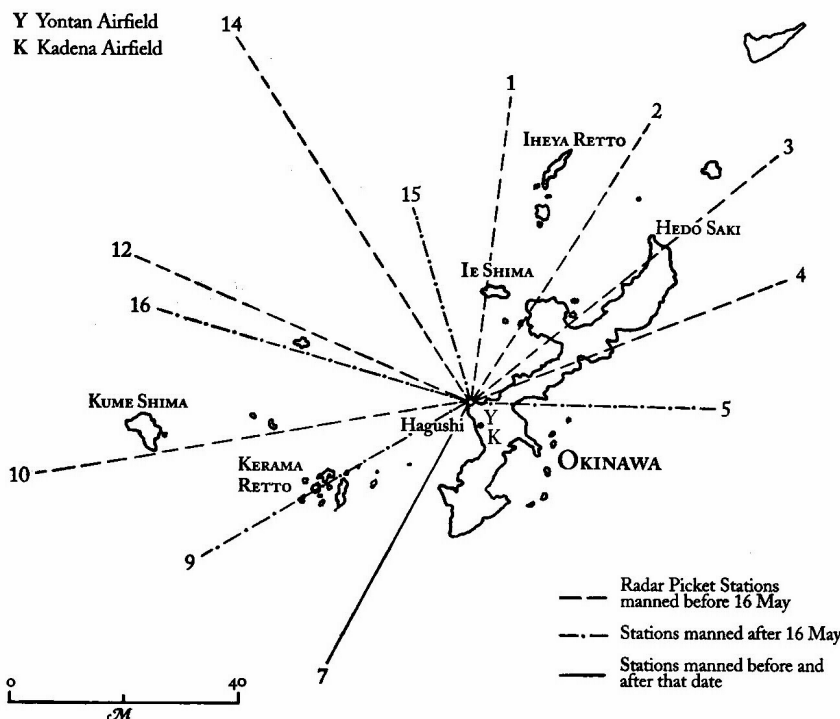 Y Yontan Airfield
K Kadena Airfield
14
1
2
3
IHEYA RETTO
15
HEDO SAKI
12
IE SHIMA
4
16
KUME SHIMA
Hagushi
Y
K
5
10
KERAMA
RETTO
OKINAWA
9
7
Radar Picket Stations
manned before 16 May
Stations manned after 16 May
Stations manned before and
after that date
0
40
M